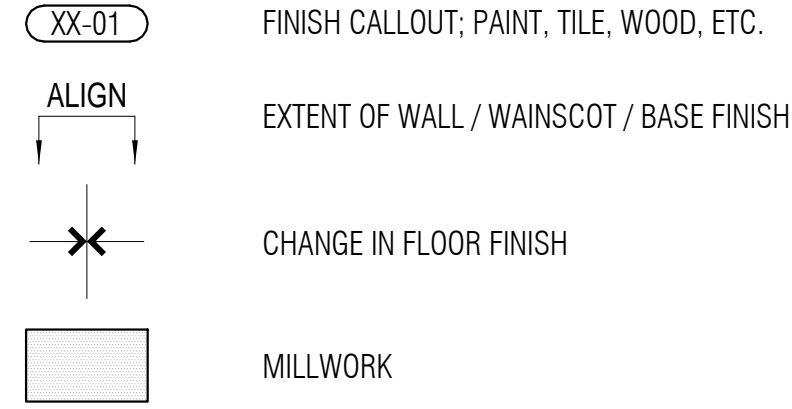 XX-01 FINISH CALLOUT; PAINT, TILE, WOOD, ETC.
ALIGN
EXTENT OF WALL / WAINSCOT / BASE FINISH
CHANGE IN FLOOR FINISH
MILLWORK